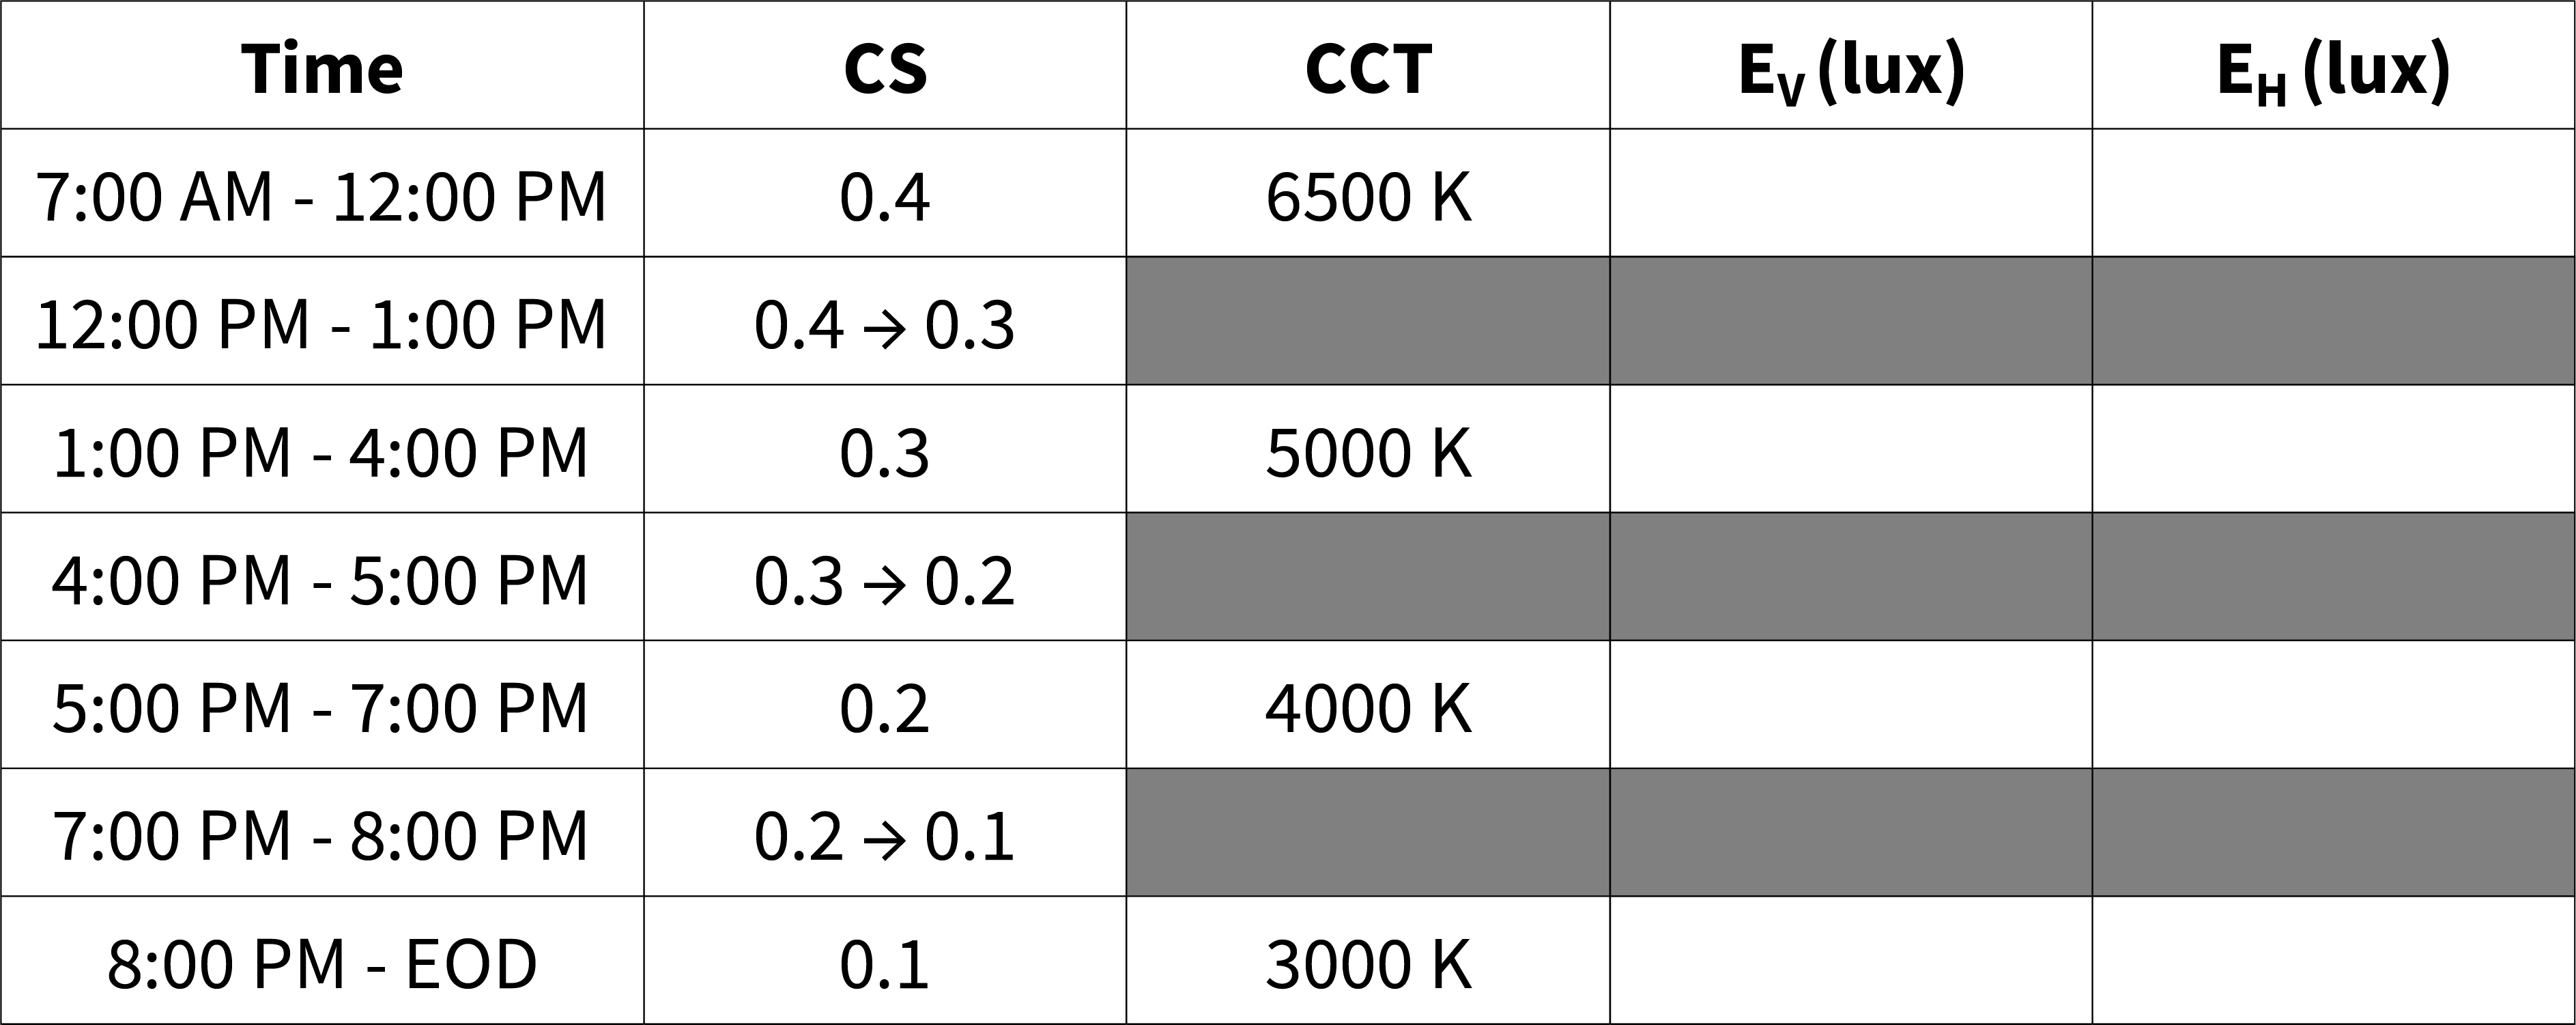 Time CS CCT EV (lux) EH (lux)
7:00 AM - 12:00 PM 0.4 6500 K
12:00 PM - 1:00 PM 0.4 → 0.3
1:00 PM - 4:00 PM 0.3 5000 K
4:00 PM - 5:00 PM 0.3 → 0.2
5:00 PM - 7:00 PM 0.2 4000 K
7:00 PM - 8:00 PM 0.2 → 0.1
8:00 PM - EOD 0.1 3000 K